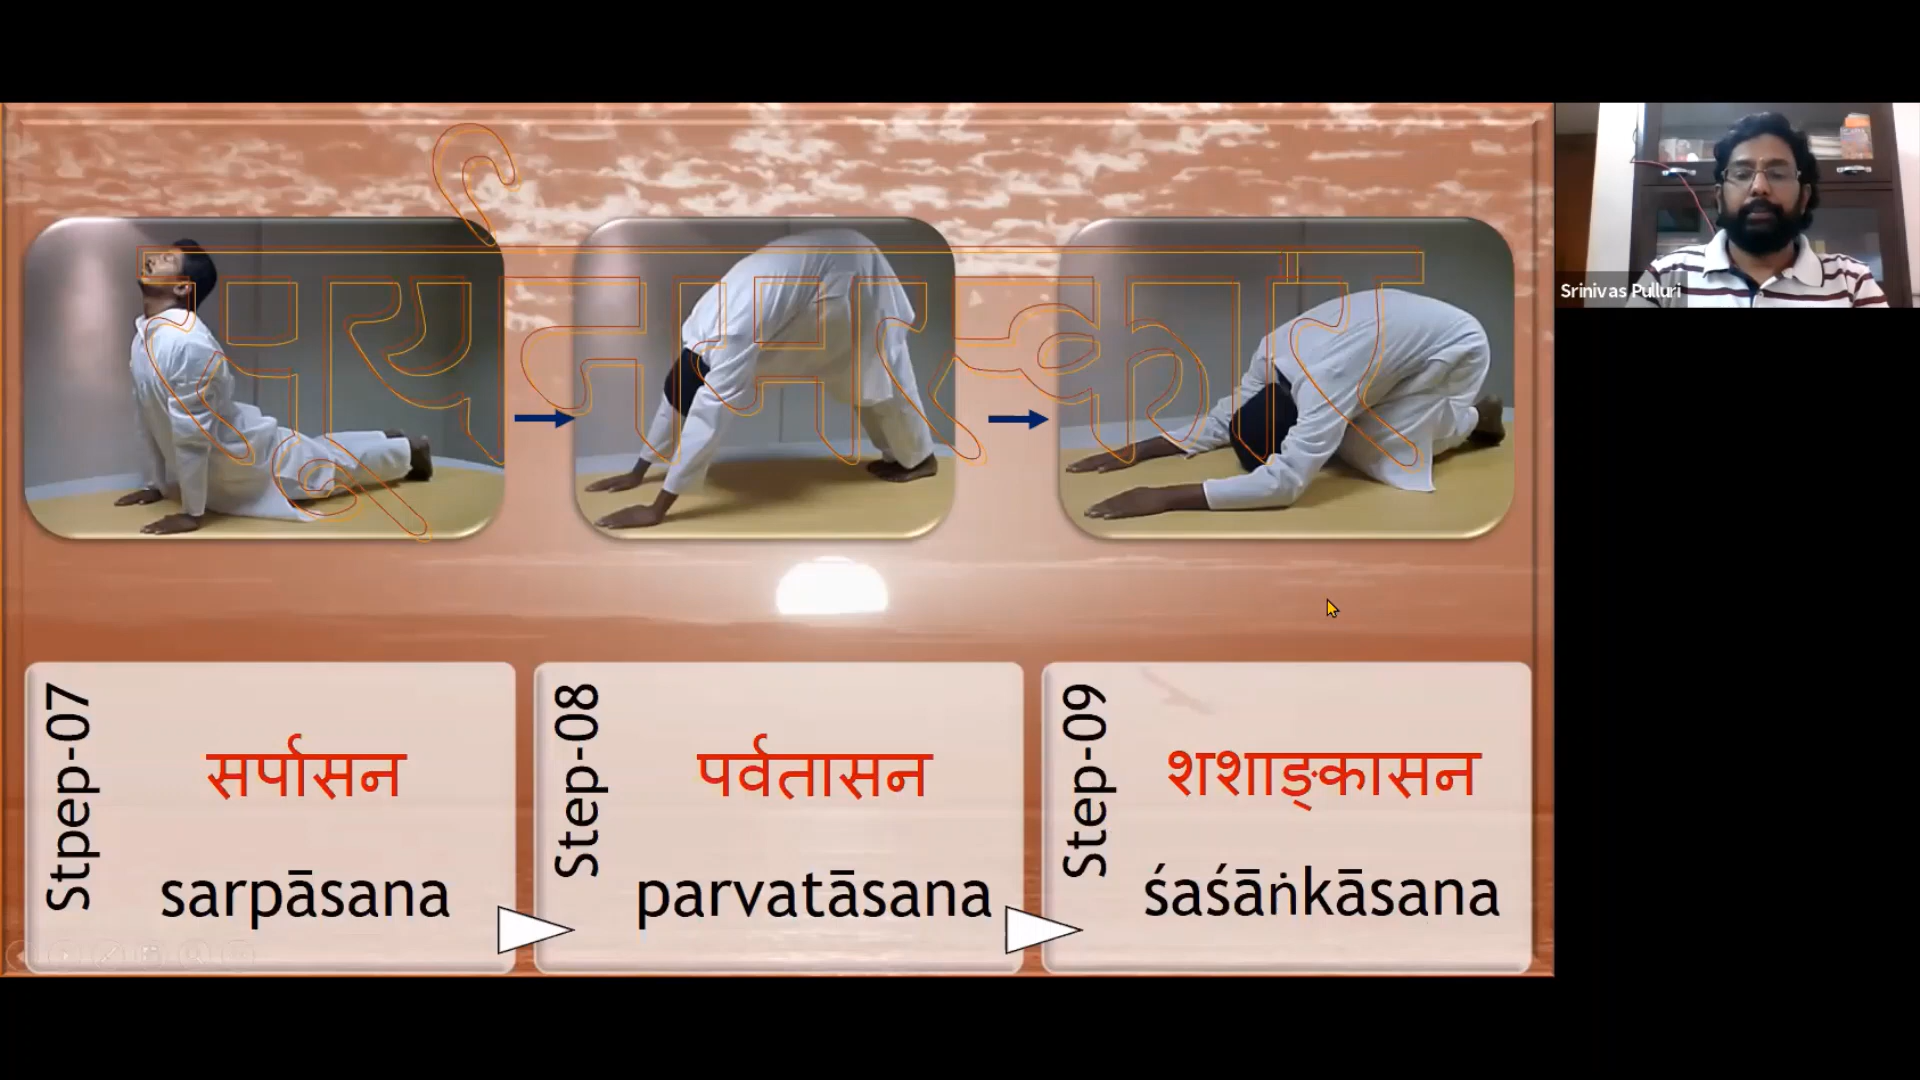 सूर्यनमस्कार
Srinivas Pulluri
Stpep-07
सर्पासन
sarpāsana
Step-08
पर्वतासन
parvatāsana
Step-09
शशाङ्कासन
śaśāṅkāsana